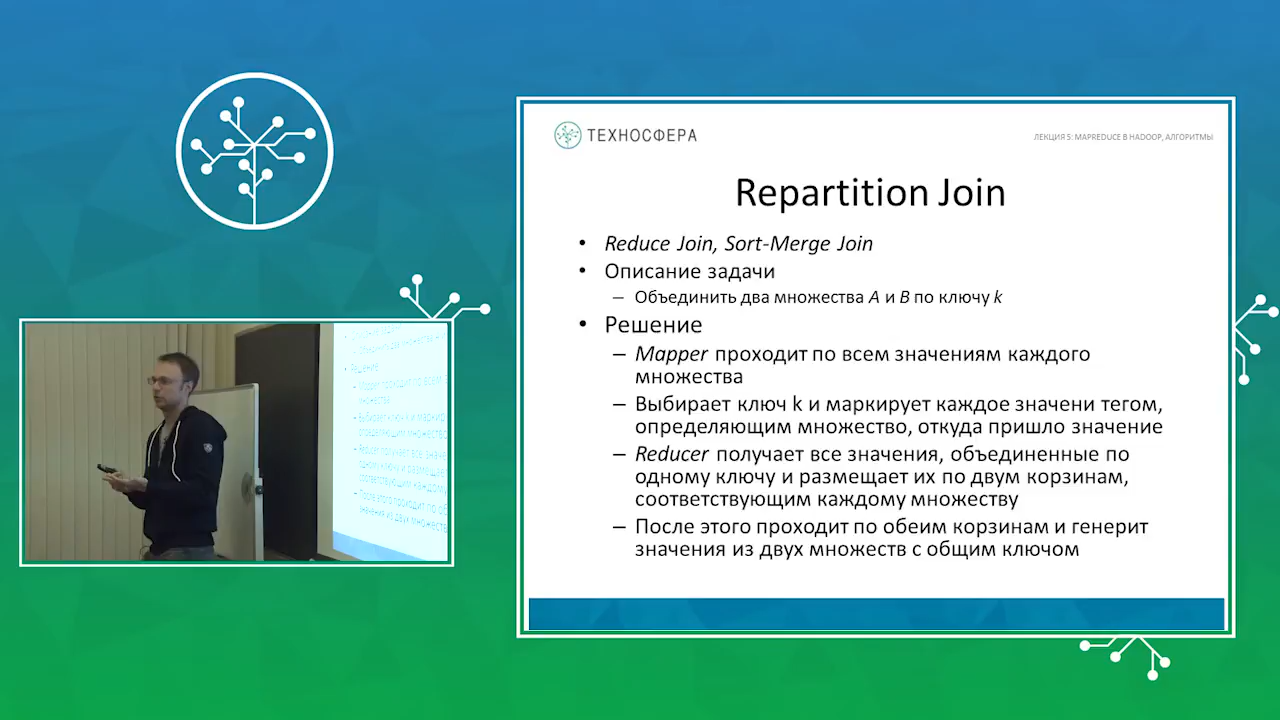 ТЕХНОСФЕРА
ЛЕКЦИЯ 5: MAPREDUCE В HADOOP, АЛГОРИТМЫ
Repartition Join
• Reduce Join, Sort-Merge Join
• Описание задачи
– Объединить два множества A и B по ключу k
• Решение
– Mapper проходит по всем значениям каждого
множества
– Выбирает ключ k и маркирует каждое значени тегом,
определяющим множество, откуда пришло значение
– Reducer получает все значения, объединенные по
одному ключу и размещает их по двум корзинам,
соответствующим каждому множеству
– После этого проходит по обеим корзинам и генерит
значения из двух множеств с общим ключом